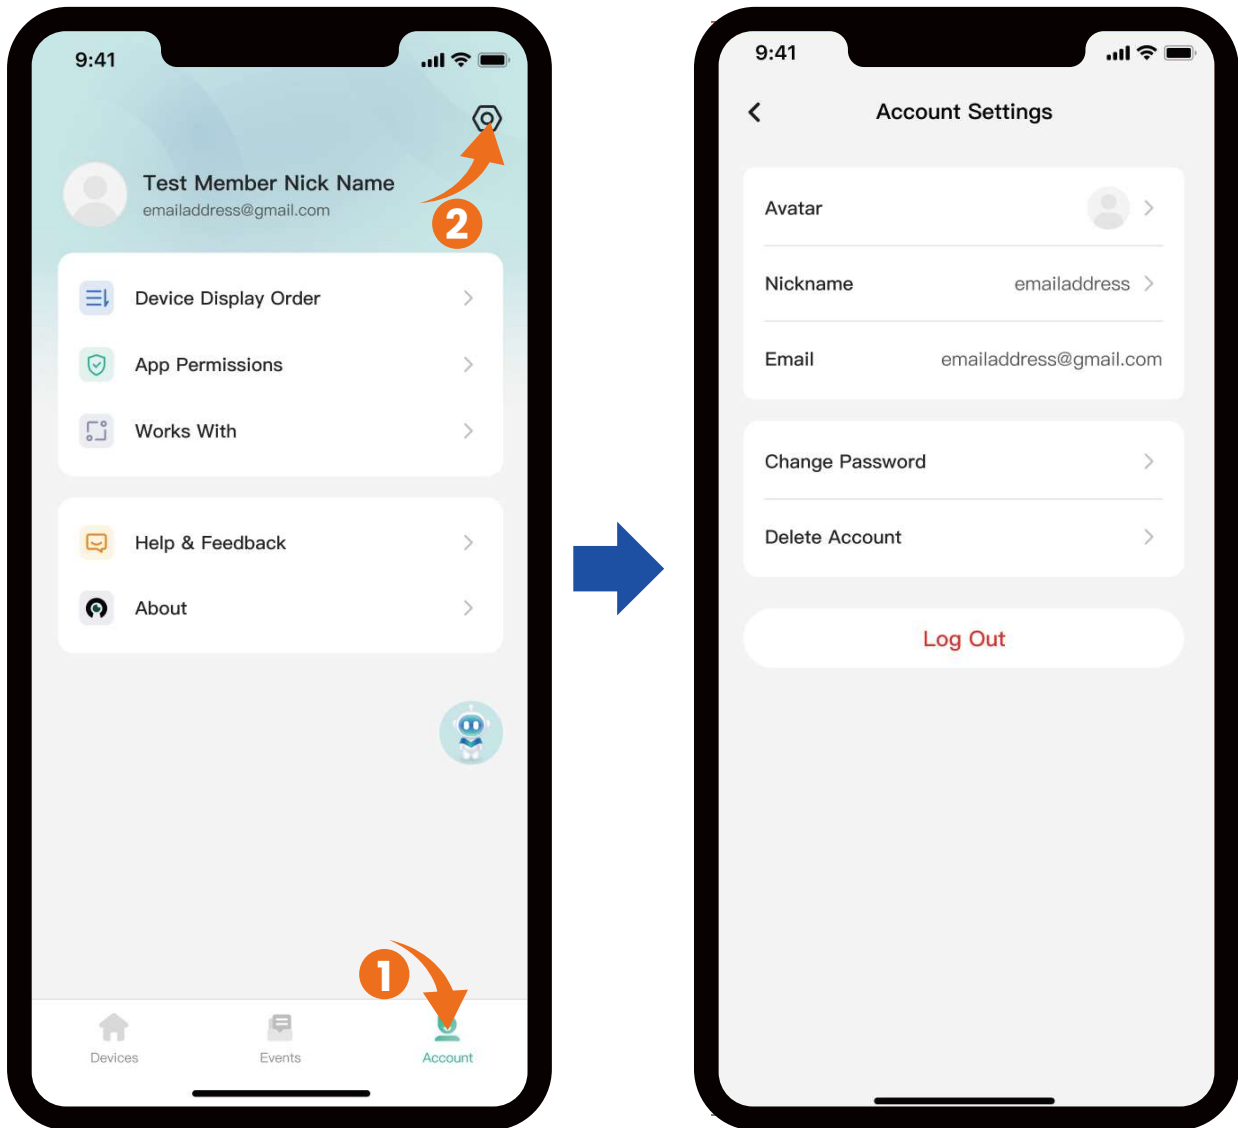 9:41
Test Member Nick Name
emailaddress@gmail.com
2
Device Display Order
App Permissions
Works With
Help & Feedback
About
1
Devices
Events
Account
9:41
Account Settings
Avatar
Nickname emailaddress
Email emailaddress@gmail.com
Change Password
Delete Account
Log Out